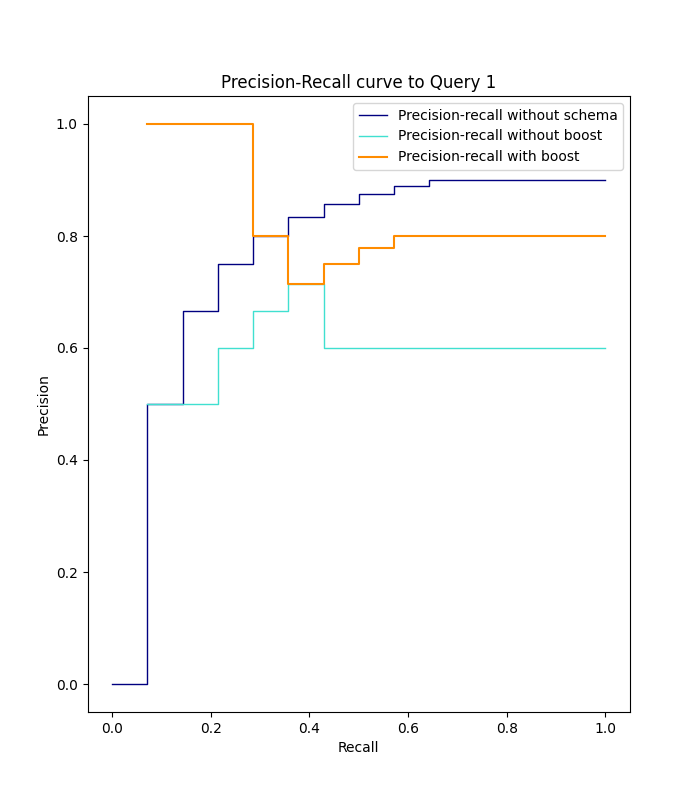 Precision-Recall curve to Query 1
Precision-recall without schema
Precision-recall without boost
Precision-recall with boost
1.0
0.8
0.6
0.4
0.2
0.0
Precision
0.0 0.2 0.4 0.6 0.8 1.0
Recall